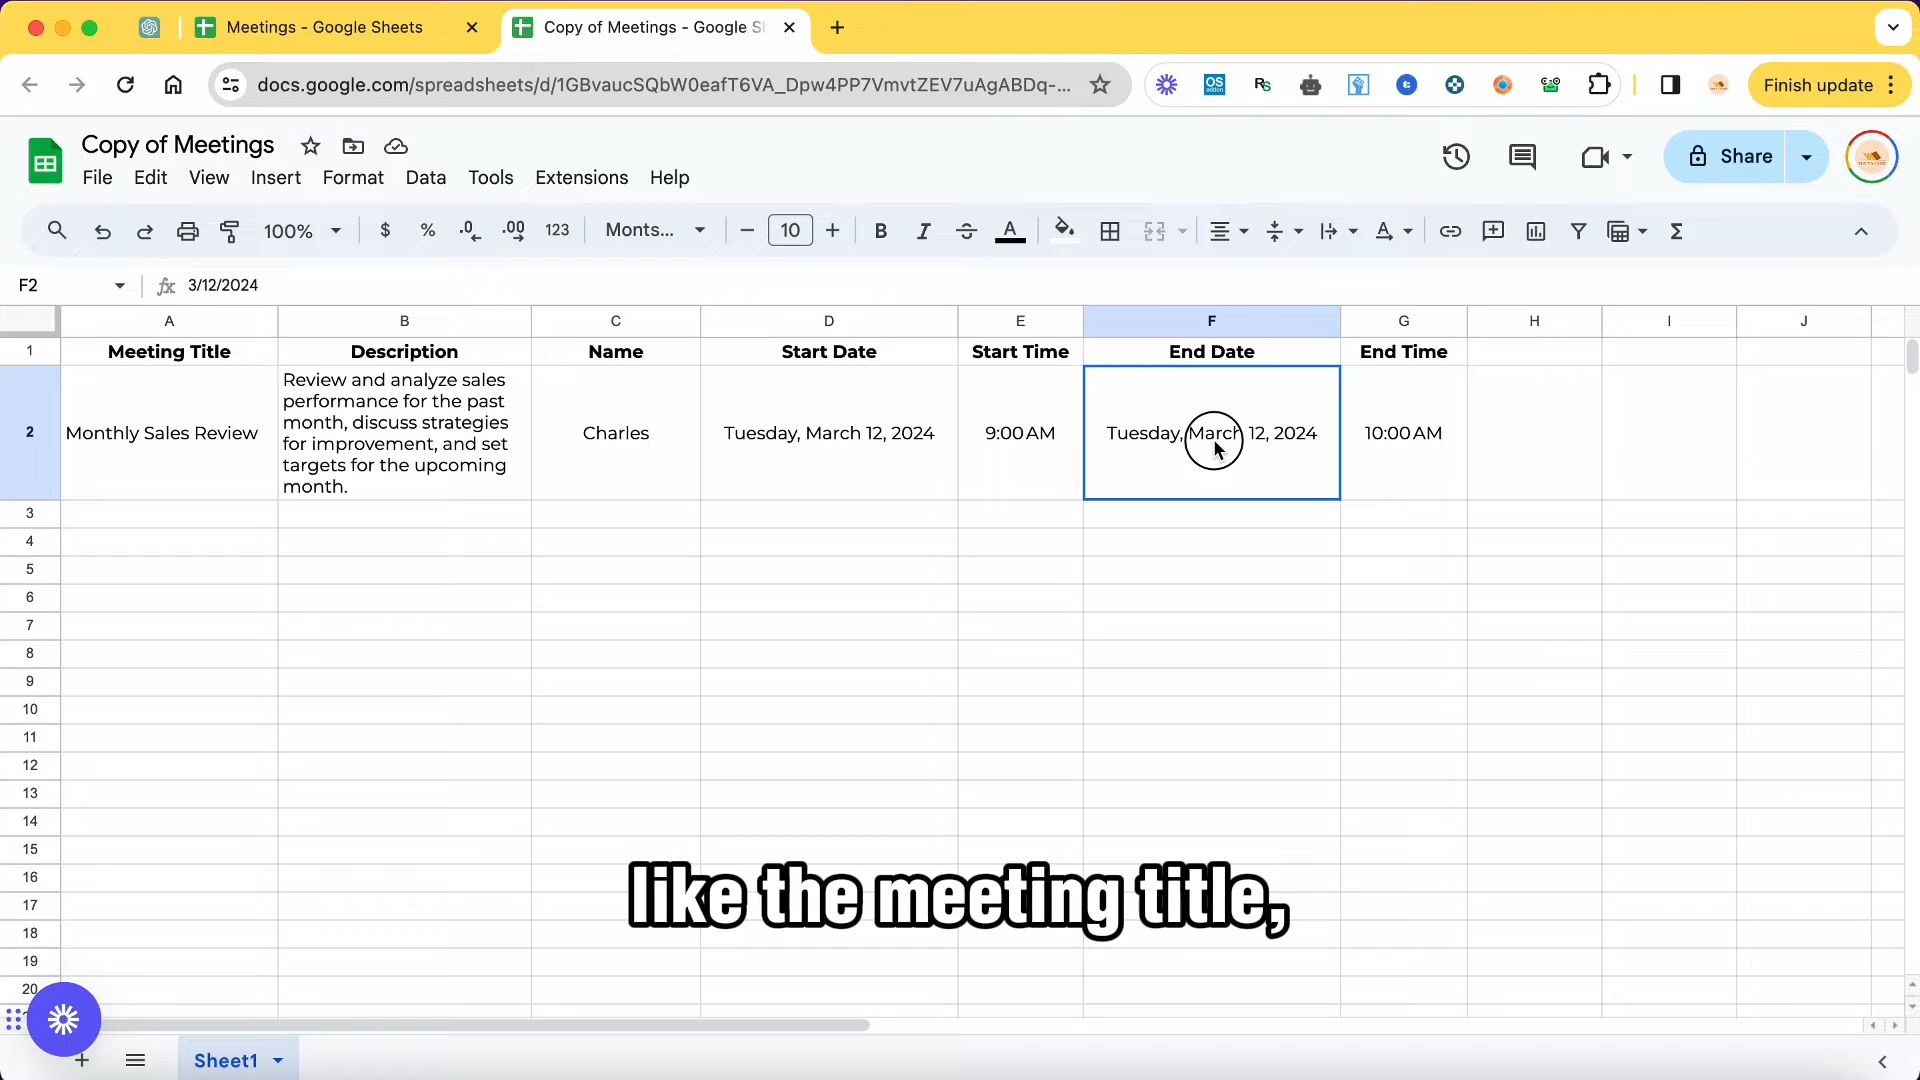 Meetings - Google Sheets
Copy of Meetings - Google S
docs.google.com/spreadsheets/d/1GBvaucSQbW0eafT6VA_Dpw4PP7VmvtZEV7uAgABDq-...
Finish update
Copy of Meetings
File Edit View Insert Format Data Tools Extensions Help
Share
100% $ % .0 .00 123 Monts... 10 B I A
F2 fx 3/12/2024
A B C D E F G H I J
1 Meeting Title Description Name Start Date Start Time End Date End Time
2 Monthly Sales Review
Review and analyze sales
performance for the past
month, discuss strategies
for improvement, and set
targets for the upcoming
month.
Charles Tuesday, March 12, 2024 9:00 AM Tuesday, March 12, 2024 10:00 AM
3
4
5
6
7
8
9
10
11
12
13
14
15
16
17
18
19
20
like the meeting title,
Sheet1